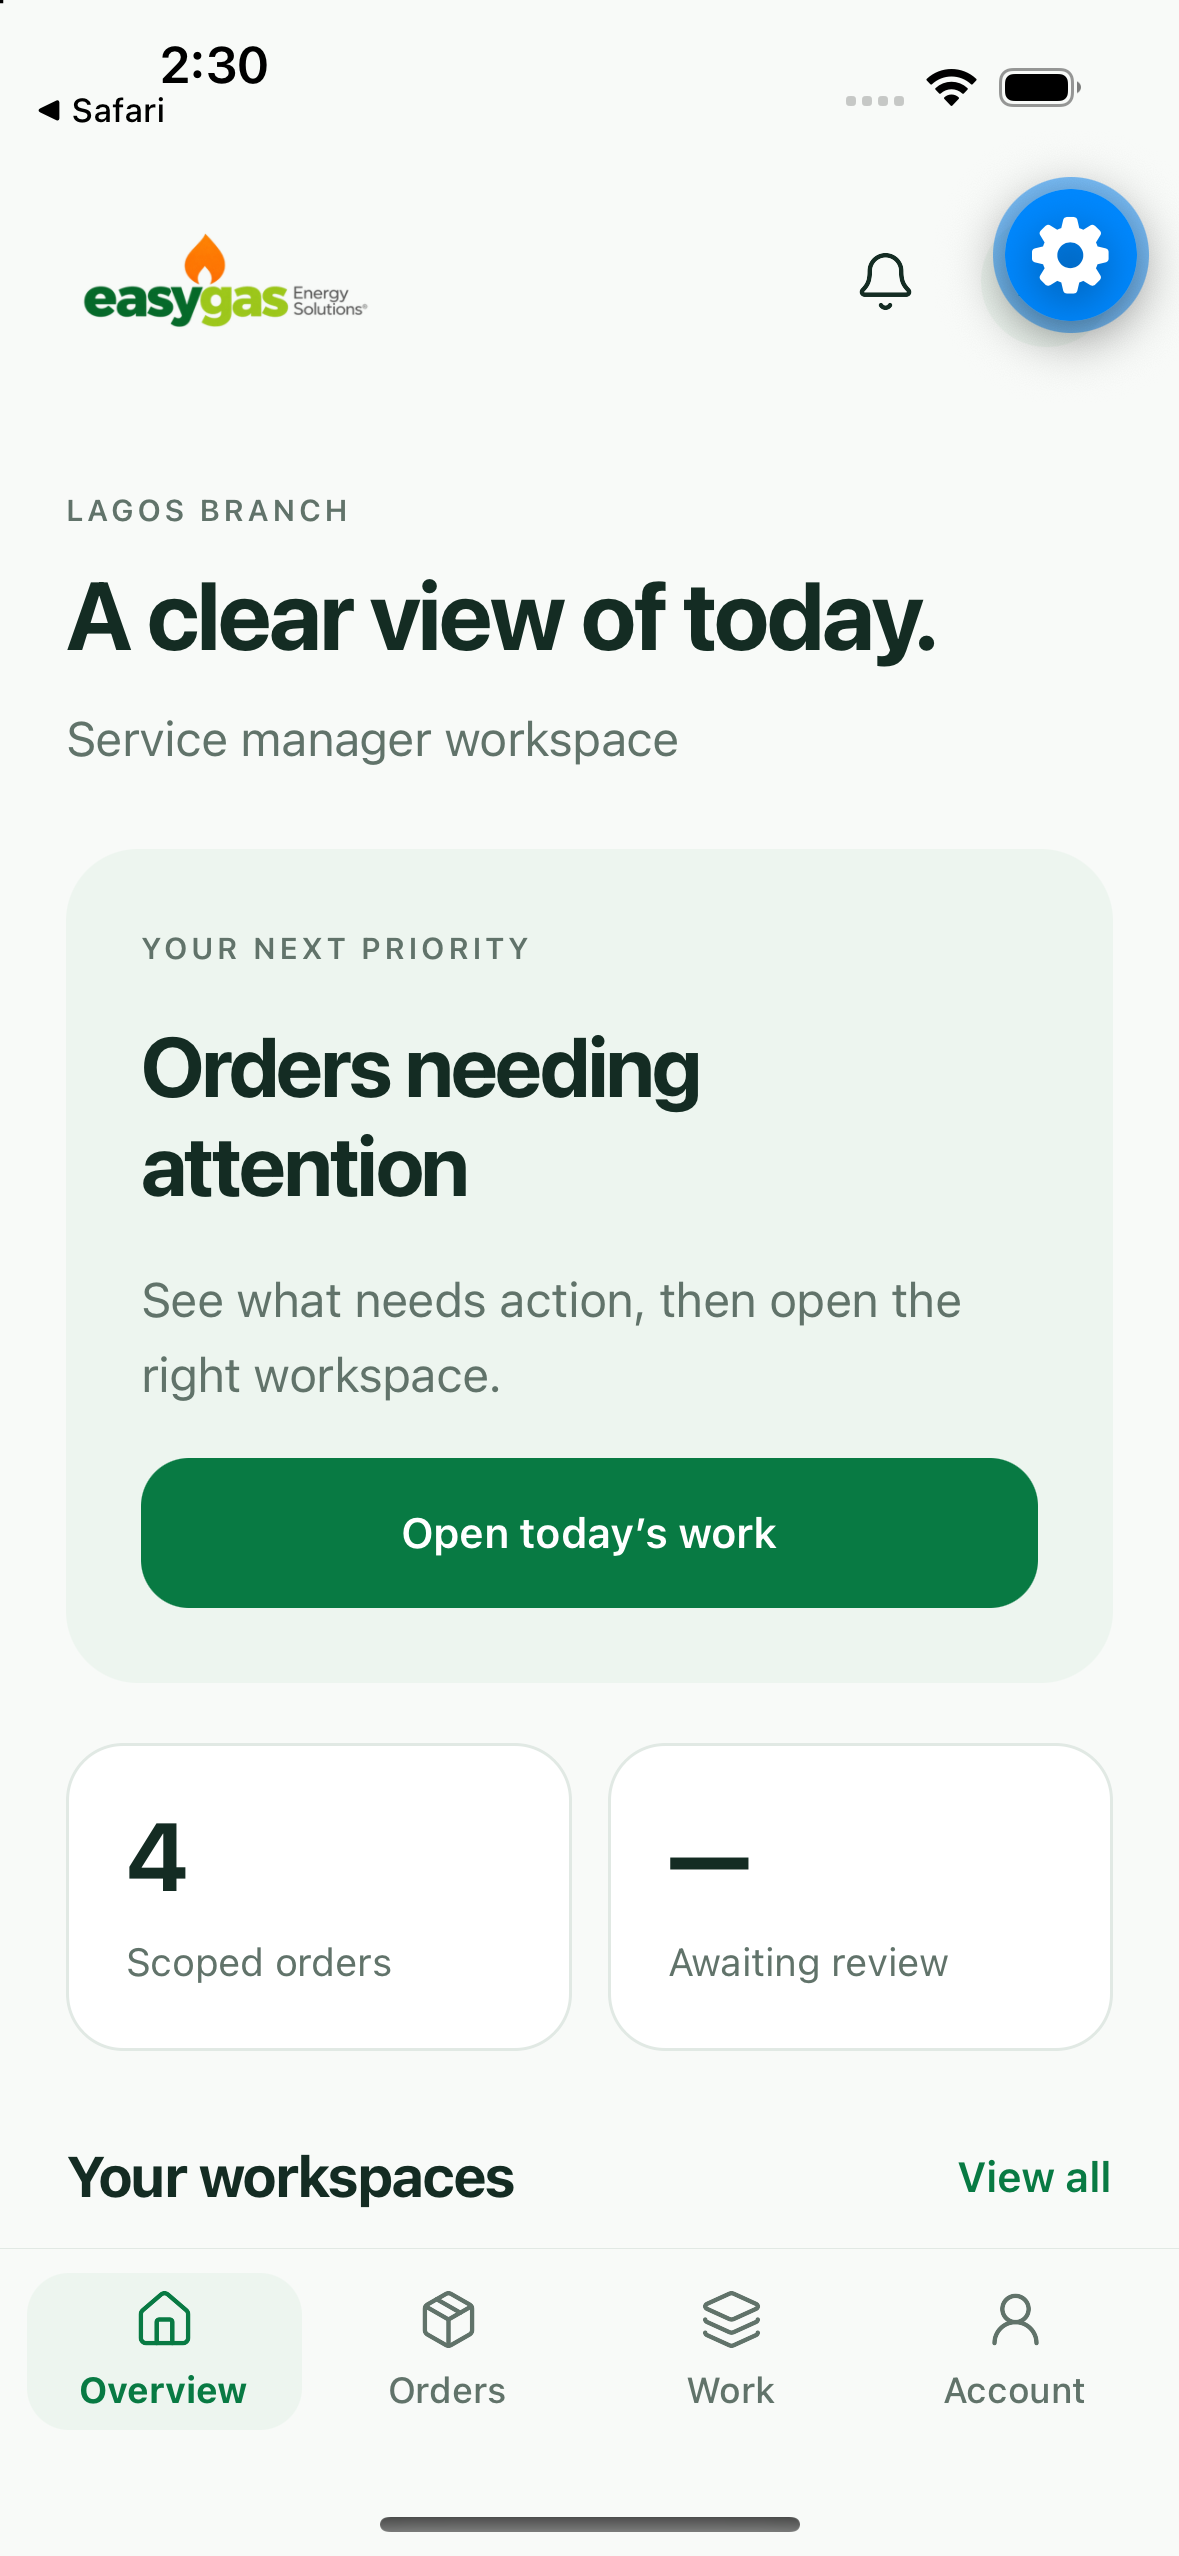 2:30
Safari
easygas Energy Solutions®
LAGOS BRANCH
A clear view of today.
Service manager workspace
YOUR NEXT PRIORITY
Orders needing
attention
See what needs action, then open the
right workspace.
Open today’s work
4
—
Scoped orders
Awaiting review
Your workspaces
View all
Overview
Orders
Work
Account